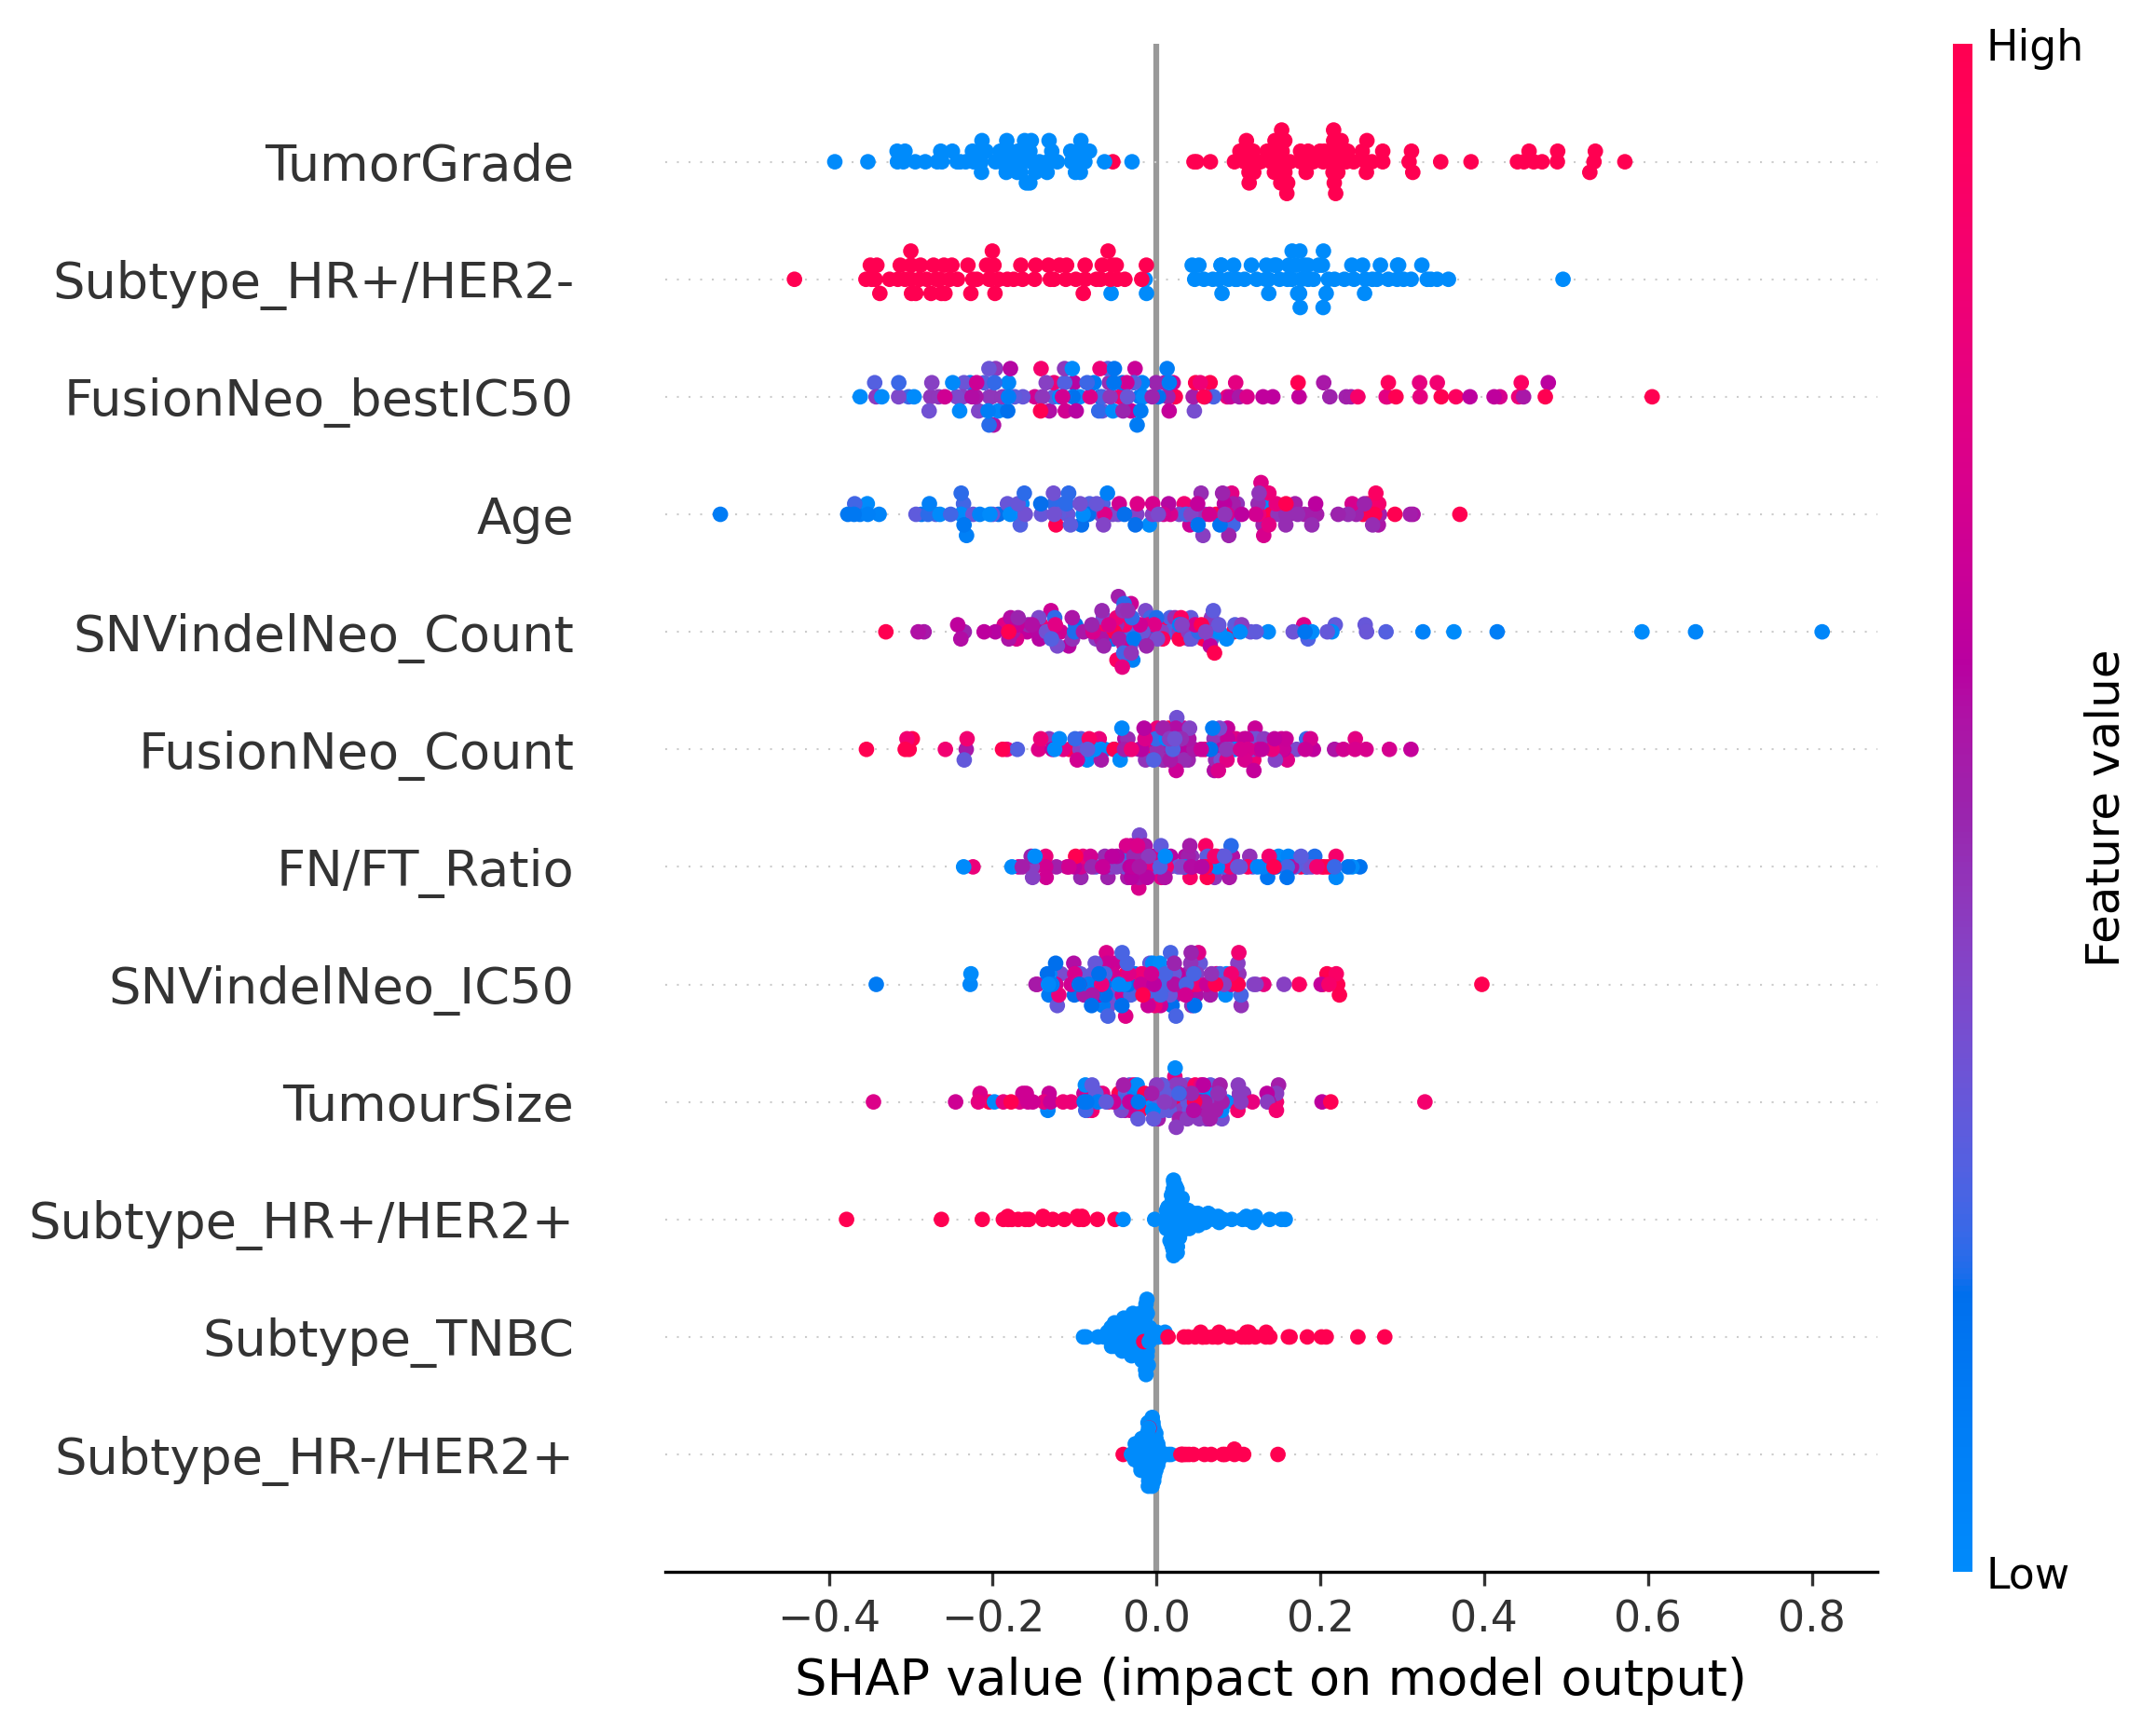 High
TumorGrade
Subtype_HR+/HER2-
FusionNeo_bestIC50
Age
SNVindelNeo_Count
FusionNeo_Count
FN/FT_Ratio
SNVindelNeo_IC50
TumourSize
Subtype_HR+/HER2+
Subtype_TNBC
Subtype_HR-/HER2+
Feature value
Low
−0.4 −0.2 0.0 0.2 0.4 0.6 0.8
SHAP value (impact on model output)